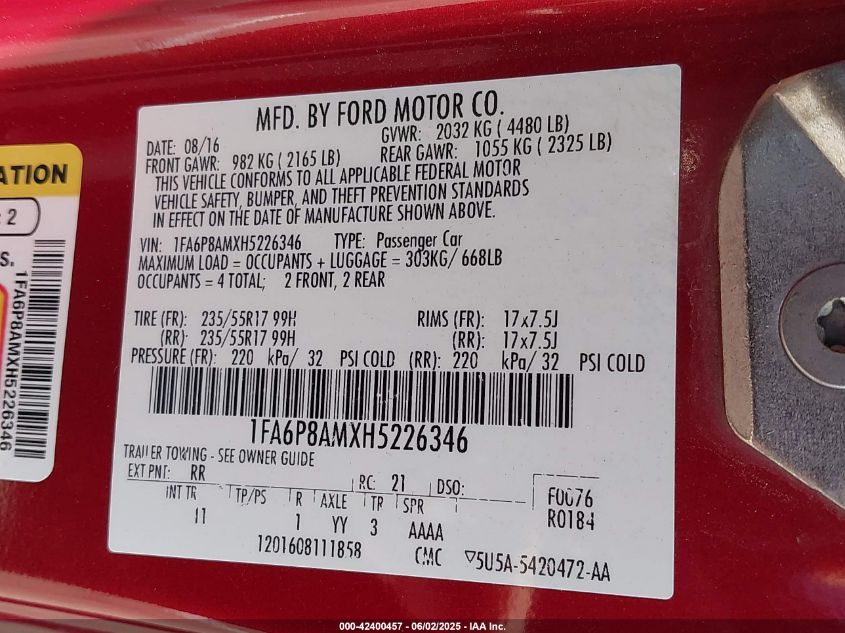 MFD. BY FORD MOTOR CO.
DATE: 08/16 GVWR: 2032 KG ( 4480 LB)
FRONT GAWR: 982 KG ( 2165 LB) REAR GAWR: 1055 KG ( 2325 LB)
THIS VEHICLE CONFORMS TO ALL APPLICABLE FEDERAL MOTOR
VEHICLE SAFETY, BUMPER, AND THEFT PREVENTION STANDARDS
IN EFFECT ON THE DATE OF MANUFACTURE SHOWN ABOVE.
VIN: 1FA6P8AMXH5226346 TYPE: Passenger Car
MAXIMUM LOAD = OCCUPANTS + LUGGAGE = 303KG/ 668LB
OCCUPANTS = 4 TOTAL; 2 FRONT, 2 REAR
TIRE (FR): 235/55R17 99H RIMS (FR): 17x7.5J
(RR): 235/55R17 99H (RR): 17x7.5J
PRESSURE (FR): 220 kPa/ 32 PSI COLD (RR): 220 kPa/ 32 PSI COLD
1FA6P8AMXH5226346
TRAILER TOWING - SEE OWNER GUIDE
EXT PNT: RR RC: 21 DSO:
INT TR TP/PS R AXLE TR SPR
11 1 YY 3 AAAA
F0076
R0184
1201608111858 CMC ▽5U5A-5420472-AA
ATION
: 2
S.
1FA6P8AMXH5226346
000-42400457 - 06/02/2025 - IAA Inc.